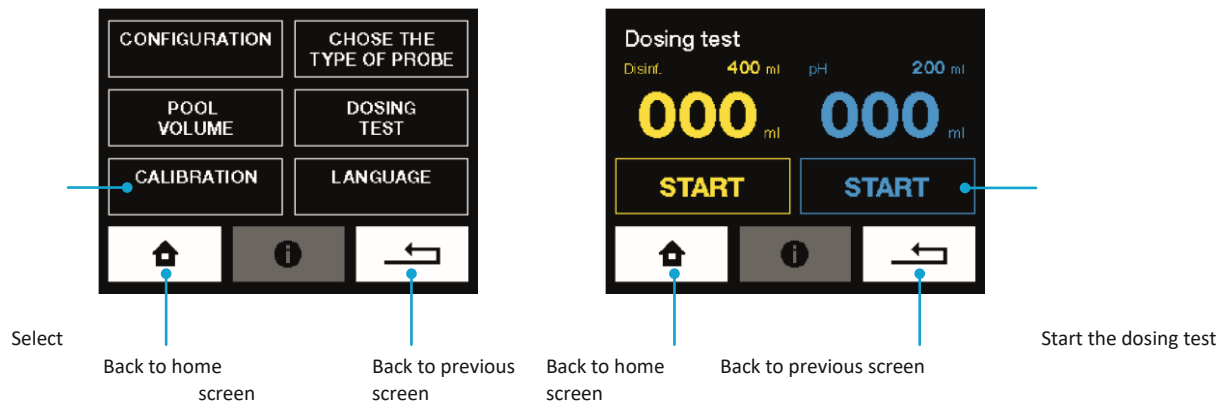 CONFIGURATION
CHOSE THE
TYPE OF PROBE
POOL
VOLUME
DOSING
TEST
CALIBRATION
LANGUAGE
Dosing test
Disinf. 400 ml
pH 200 ml
000 ml
000 ml
START
START
Select
Back to home
screen
Back to previous
screen
Back to home
screen
Back to previous screen
Start the dosing test